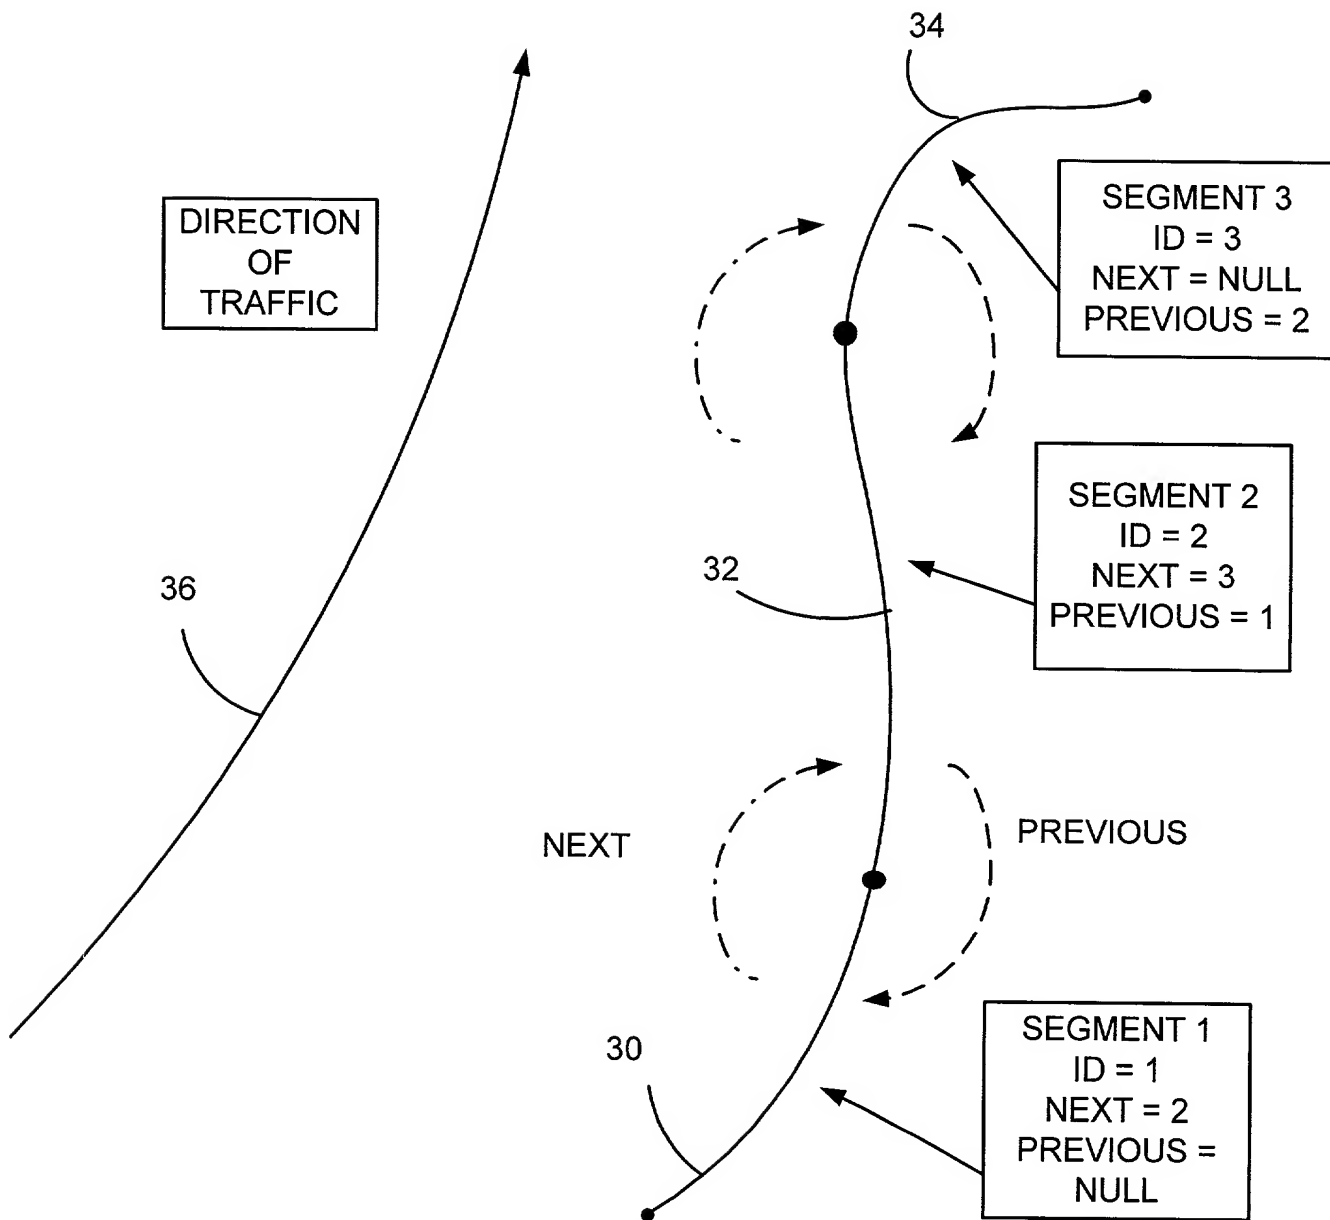 34
DIRECTION
OF
TRAFFIC
SEGMENT 3
ID = 3
NEXT = NULL
PREVIOUS = 2
SEGMENT 2
ID = 2
NEXT = 3
PREVIOUS = 1
32
36
NEXT
PREVIOUS
30
SEGMENT 1
ID = 1
NEXT = 2
PREVIOUS =
NULL